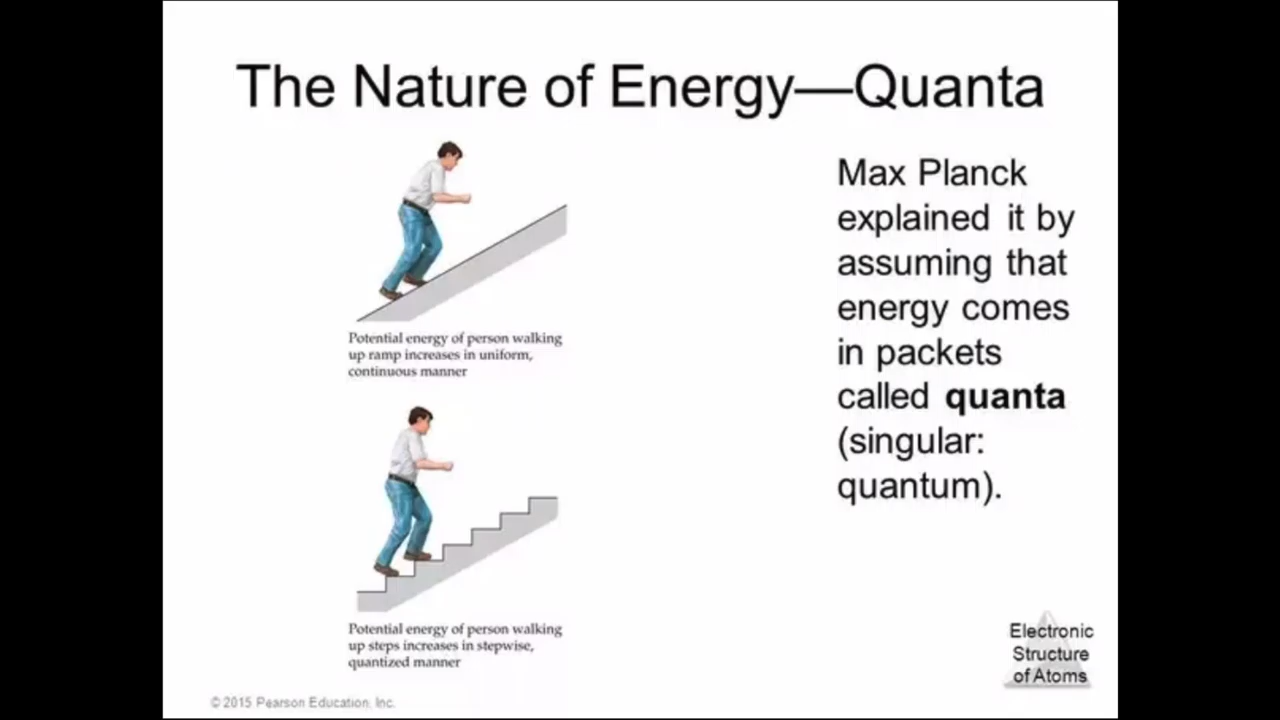 The Nature of Energy—Quanta
Potential energy of person walking
up ramp increases in uniform,
continuous manner
Potential energy of person walking
up steps increases in stepwise,
quantized manner
Max Planck
explained it by
assuming that
energy comes
in packets
called quanta
(singular:
quantum).
Electronic
Structure
of Atoms
© 2015 Pearson Education, Inc.